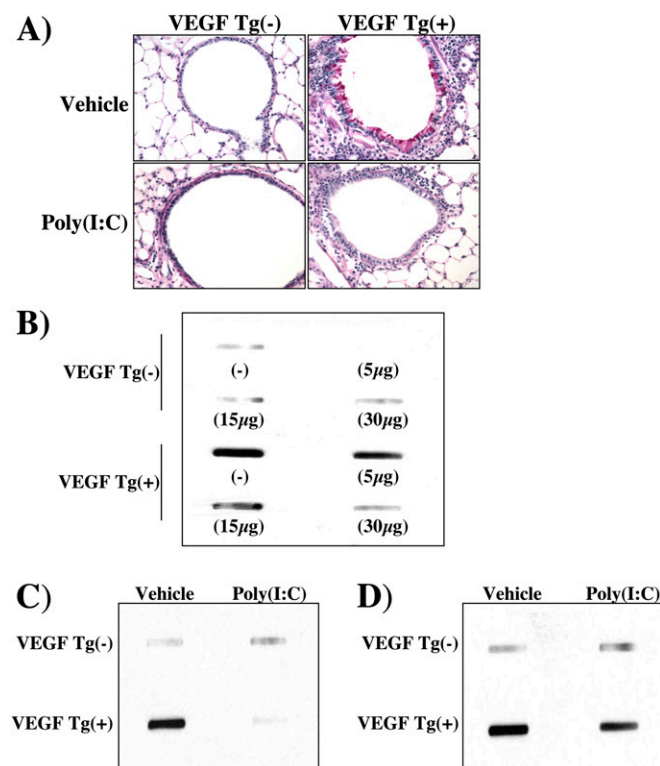 A)
VEGF Tg(-) VEGF Tg(+)
Vehicle
Poly(I:C)
B)
VEGF Tg(-)
(-) (5µg)
(15µg) (30µg)
VEGF Tg(+)
(-) (5µg)
(15µg) (30µg)
C)
Vehicle Poly(I:C)
VEGF Tg(-)
VEGF Tg(+)
D)
Vehicle Poly(I:C)
VEGF Tg(-)
VEGF Tg(+)